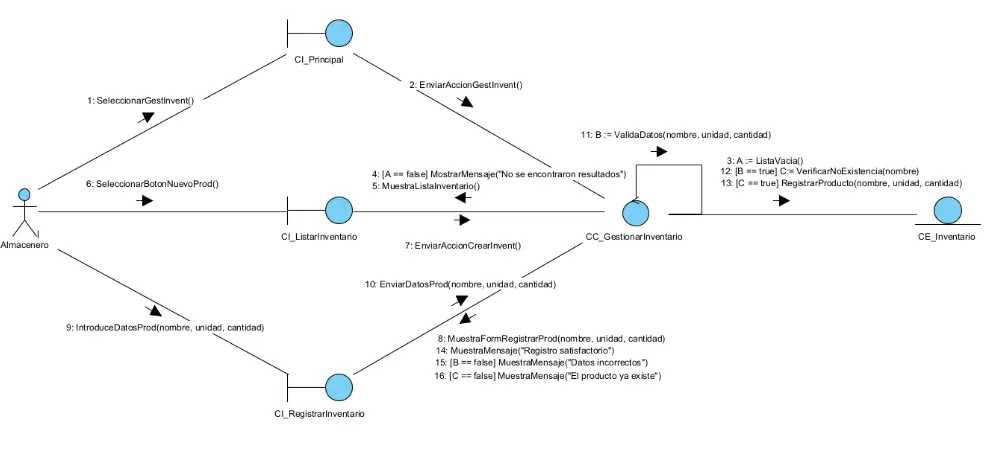 CI_Principal
1: SeleccionarGestInvent()
2: EnviarAccionGestInvent()
11: B := ValidaDatos(nombre, unidad, cantidad)
3: A := ListaVacia()
12: [B == true] C:= VerificarNoExistencia(nombre)
13: [C == true] RegistrarProducto(nombre, unidad, cantidad)
4: [A == false] MostrarMensaje("No se encontraron resultados")
5: MuestraListaInventario()
6: SeleccionarBotonNuevoProd()
Almacenero
CI_ListarInventario
CC_GestionarInventario
CE_Inventario
7: EnviarAccionCrearInvent()
10: EnviarDatosProd(nombre, unidad, cantidad)
9: IntroduceDatosProd(nombre, unidad, cantidad)
8: MuestraFormRegistrarProd(nombre, unidad, cantidad)
14: MuestraMensaje("Registro satisfactorio")
15: [B == false] MuestraMensaje("Datos incorrectos")
16: [C == false] MuestraMensaje("El producto ya existe")
CI_RegistrarInventario